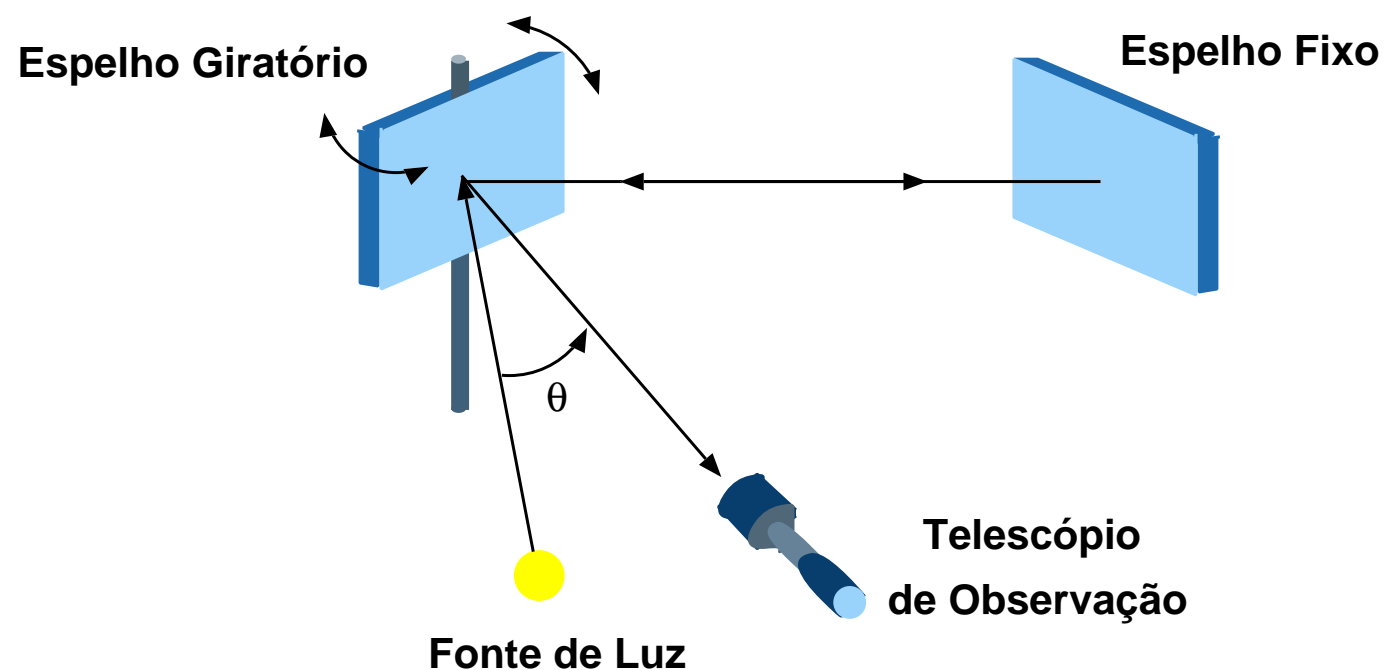 Espelho Giratório
Espelho Fixo
θ
Telescópio
de Observação
Fonte de Luz